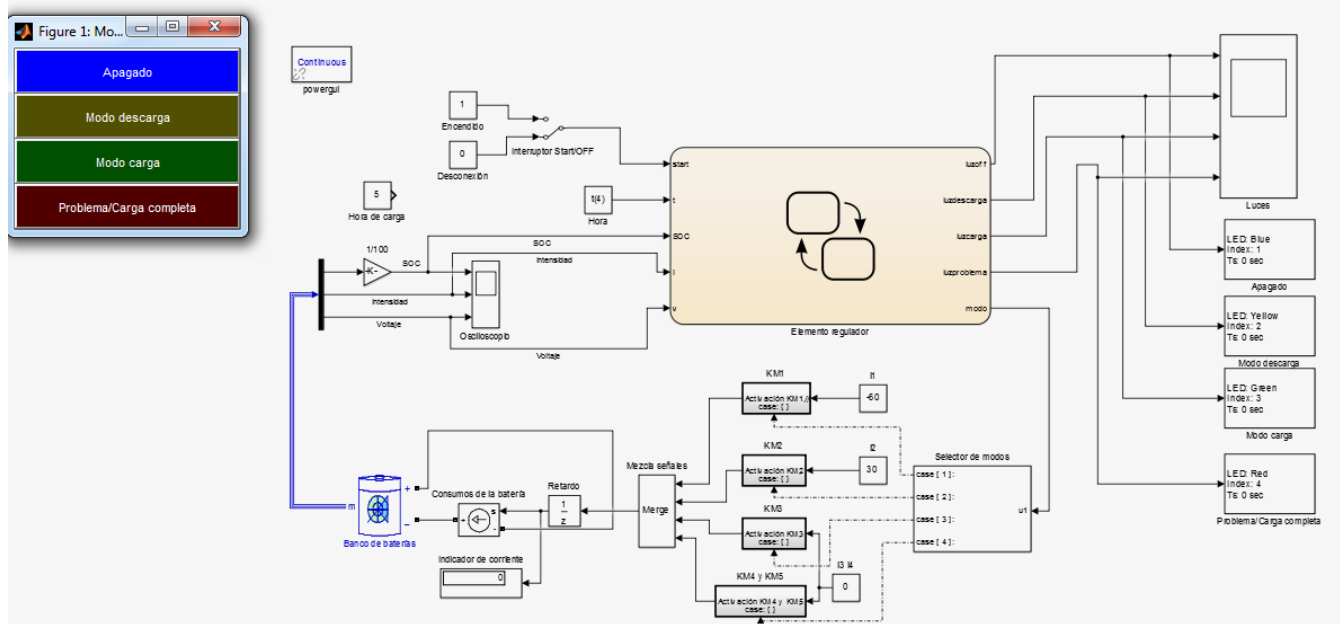 Figure 1: Mo...
Apagado
Modo descarga
Modo carga
Problema/Carga completa
Continuous
powergui
1
Encendido
0
Desconexión
Interruptor Start/OFF
5
Hora de carga
t(4)
Hora
1/100
-K-
SOC
SOC
Intensidad
Intensidad
Voltaje
Osciloscopio
Voltaje
start
t
SOC
I
v
luzoff
luzdescarga
luzcarga
luzproblema
modo
Elemento regulador
Luces
LED: Blue
Index: 1
Ts: 0 sec
Apagado
LED: Yellow
Index: 2
Ts: 0 sec
Modo descarga
LED: Green
Index: 3
Ts: 0 sec
Modo carga
LED: Red
Index: 4
Ts: 0 sec
Problema/Carga completa
KM1
Activación KM1,(
case: { }
I1
-60
KM2
Activación KM2
case: { }
I2
30
KM3
Activación KM3
case: { }
I3 I4
0
KM4 y KM5
Activación KM4 y KM5
case: { }
Selector de modos
case [ 1 ]:
case [ 2 ]:
case [ 3 ]:
case [ 4 ]:
u1
Mezcla señales
Merge
Retardo
1
z
Consumos de la batería
s
+
-
m
+
–
Banco de baterías
Indicador de corriente
0